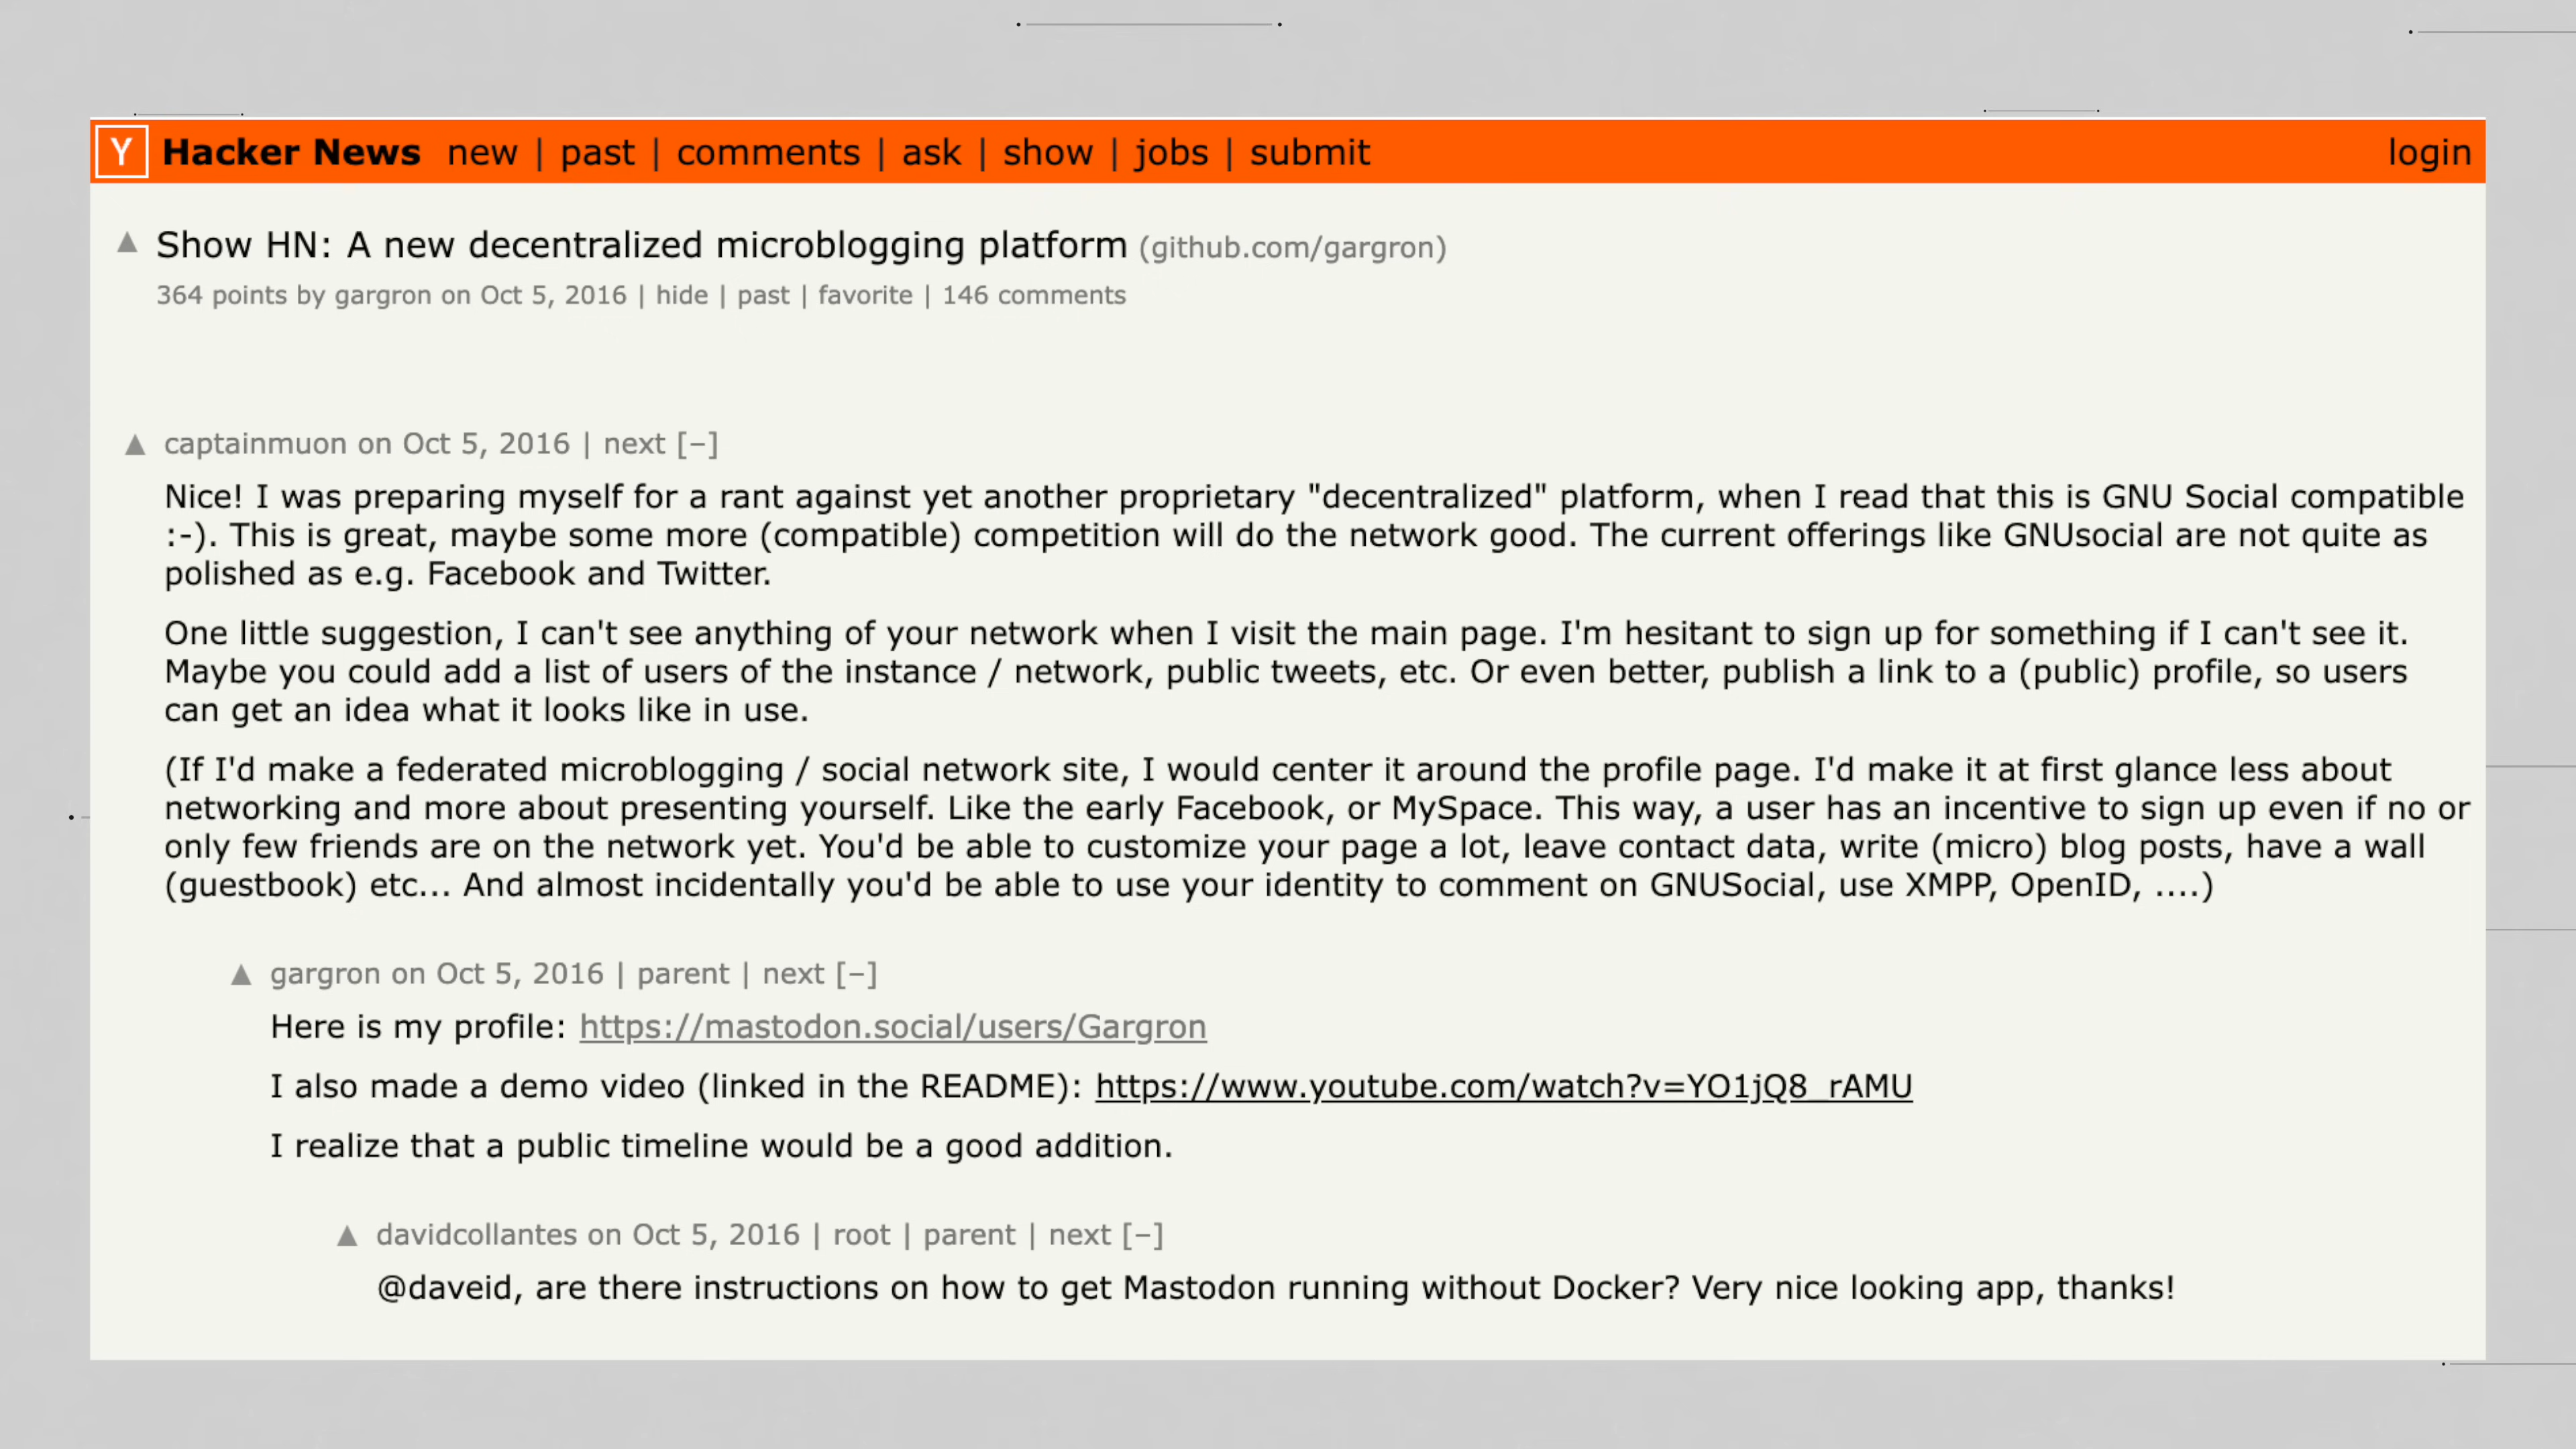 Y Hacker News new | past | comments | ask | show | jobs | submit login
▲ Show HN: A new decentralized microblogging platform (github.com/gargron)
364 points by gargron on Oct 5, 2016 | hide | past | favorite | 146 comments
▲ captainmuon on Oct 5, 2016 | next [–]
Nice! I was preparing myself for a rant against yet another proprietary "decentralized" platform, when I read that this is GNU Social compatible
:-). This is great, maybe some more (compatible) competition will do the network good. The current offerings like GNUsocial are not quite as
polished as e.g. Facebook and Twitter.
One little suggestion, I can't see anything of your network when I visit the main page. I'm hesitant to sign up for something if I can't see it.
Maybe you could add a list of users of the instance / network, public tweets, etc. Or even better, publish a link to a (public) profile, so users
can get an idea what it looks like in use.
(If I'd make a federated microblogging / social network site, I would center it around the profile page. I'd make it at first glance less about
networking and more about presenting yourself. Like the early Facebook, or MySpace. This way, a user has an incentive to sign up even if no or
only few friends are on the network yet. You'd be able to customize your page a lot, leave contact data, write (micro) blog posts, have a wall
(guestbook) etc... And almost incidentally you'd be able to use your identity to comment on GNUSocial, use XMPP, OpenID, ....)
▲ gargron on Oct 5, 2016 | parent | next [–]
Here is my profile: https://mastodon.social/users/Gargron
I also made a demo video (linked in the README): https://www.youtube.com/watch?v=YO1jQ8_rAMU
I realize that a public timeline would be a good addition.
▲ davidcollantes on Oct 5, 2016 | root | parent | next [–]
@daveid, are there instructions on how to get Mastodon running without Docker? Very nice looking app, thanks!